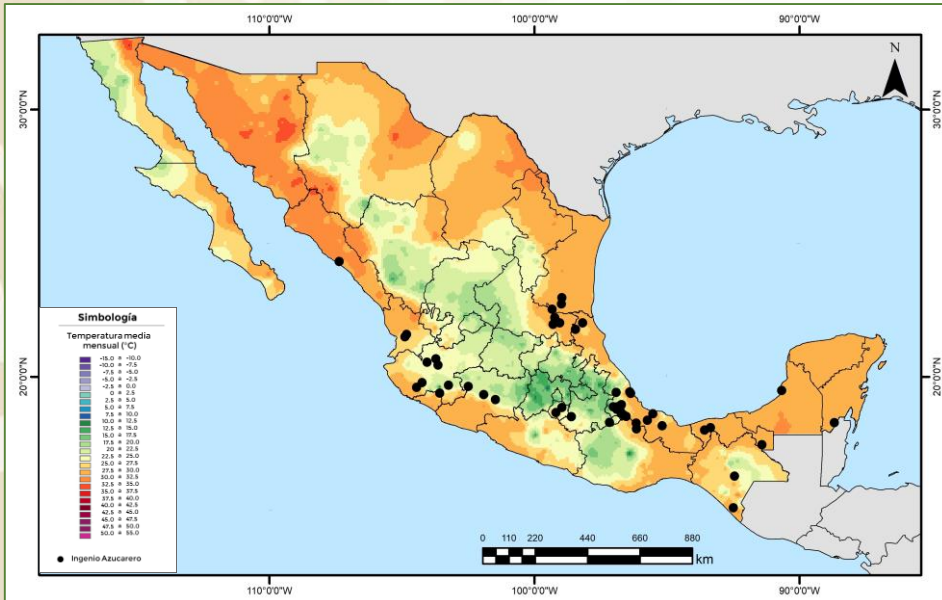 110°0'0"W 100°0'0"W 90°0'0"W
N
30°0'0"N 30°0'0"N
20°0'0"N 20°0'0"N
Simbología
Temperatura media
mensual (°C)
-15.0 a -10.0
-10.0 a -7.5
-7.5 a -5.0
-5.0 a -2.5
-2.5 a 0.0
0 a 2.5
2.5 a 5.0
5.0 a 7.5
7.5 a 10.0
10.0 a 12.5
12.5 a 15.0
15.0 a 17.5
17.5 a 20.0
20 a 22.5
22.5 a 25.0
25.0 a 27.5
27.5 a 30.0
30.0 a 32.5
32.5 a 35.0
35.0 a 37.5
37.5 a 40.0
40.0 a 42.5
42.5 a 45.0
45.0 a 47.5
47.5 a 50.0
50.0 a 55.0
Ingenio Azucarero
0 110 220 440 660 880
km
110°0'0"W 100°0'0"W 90°0'0"W